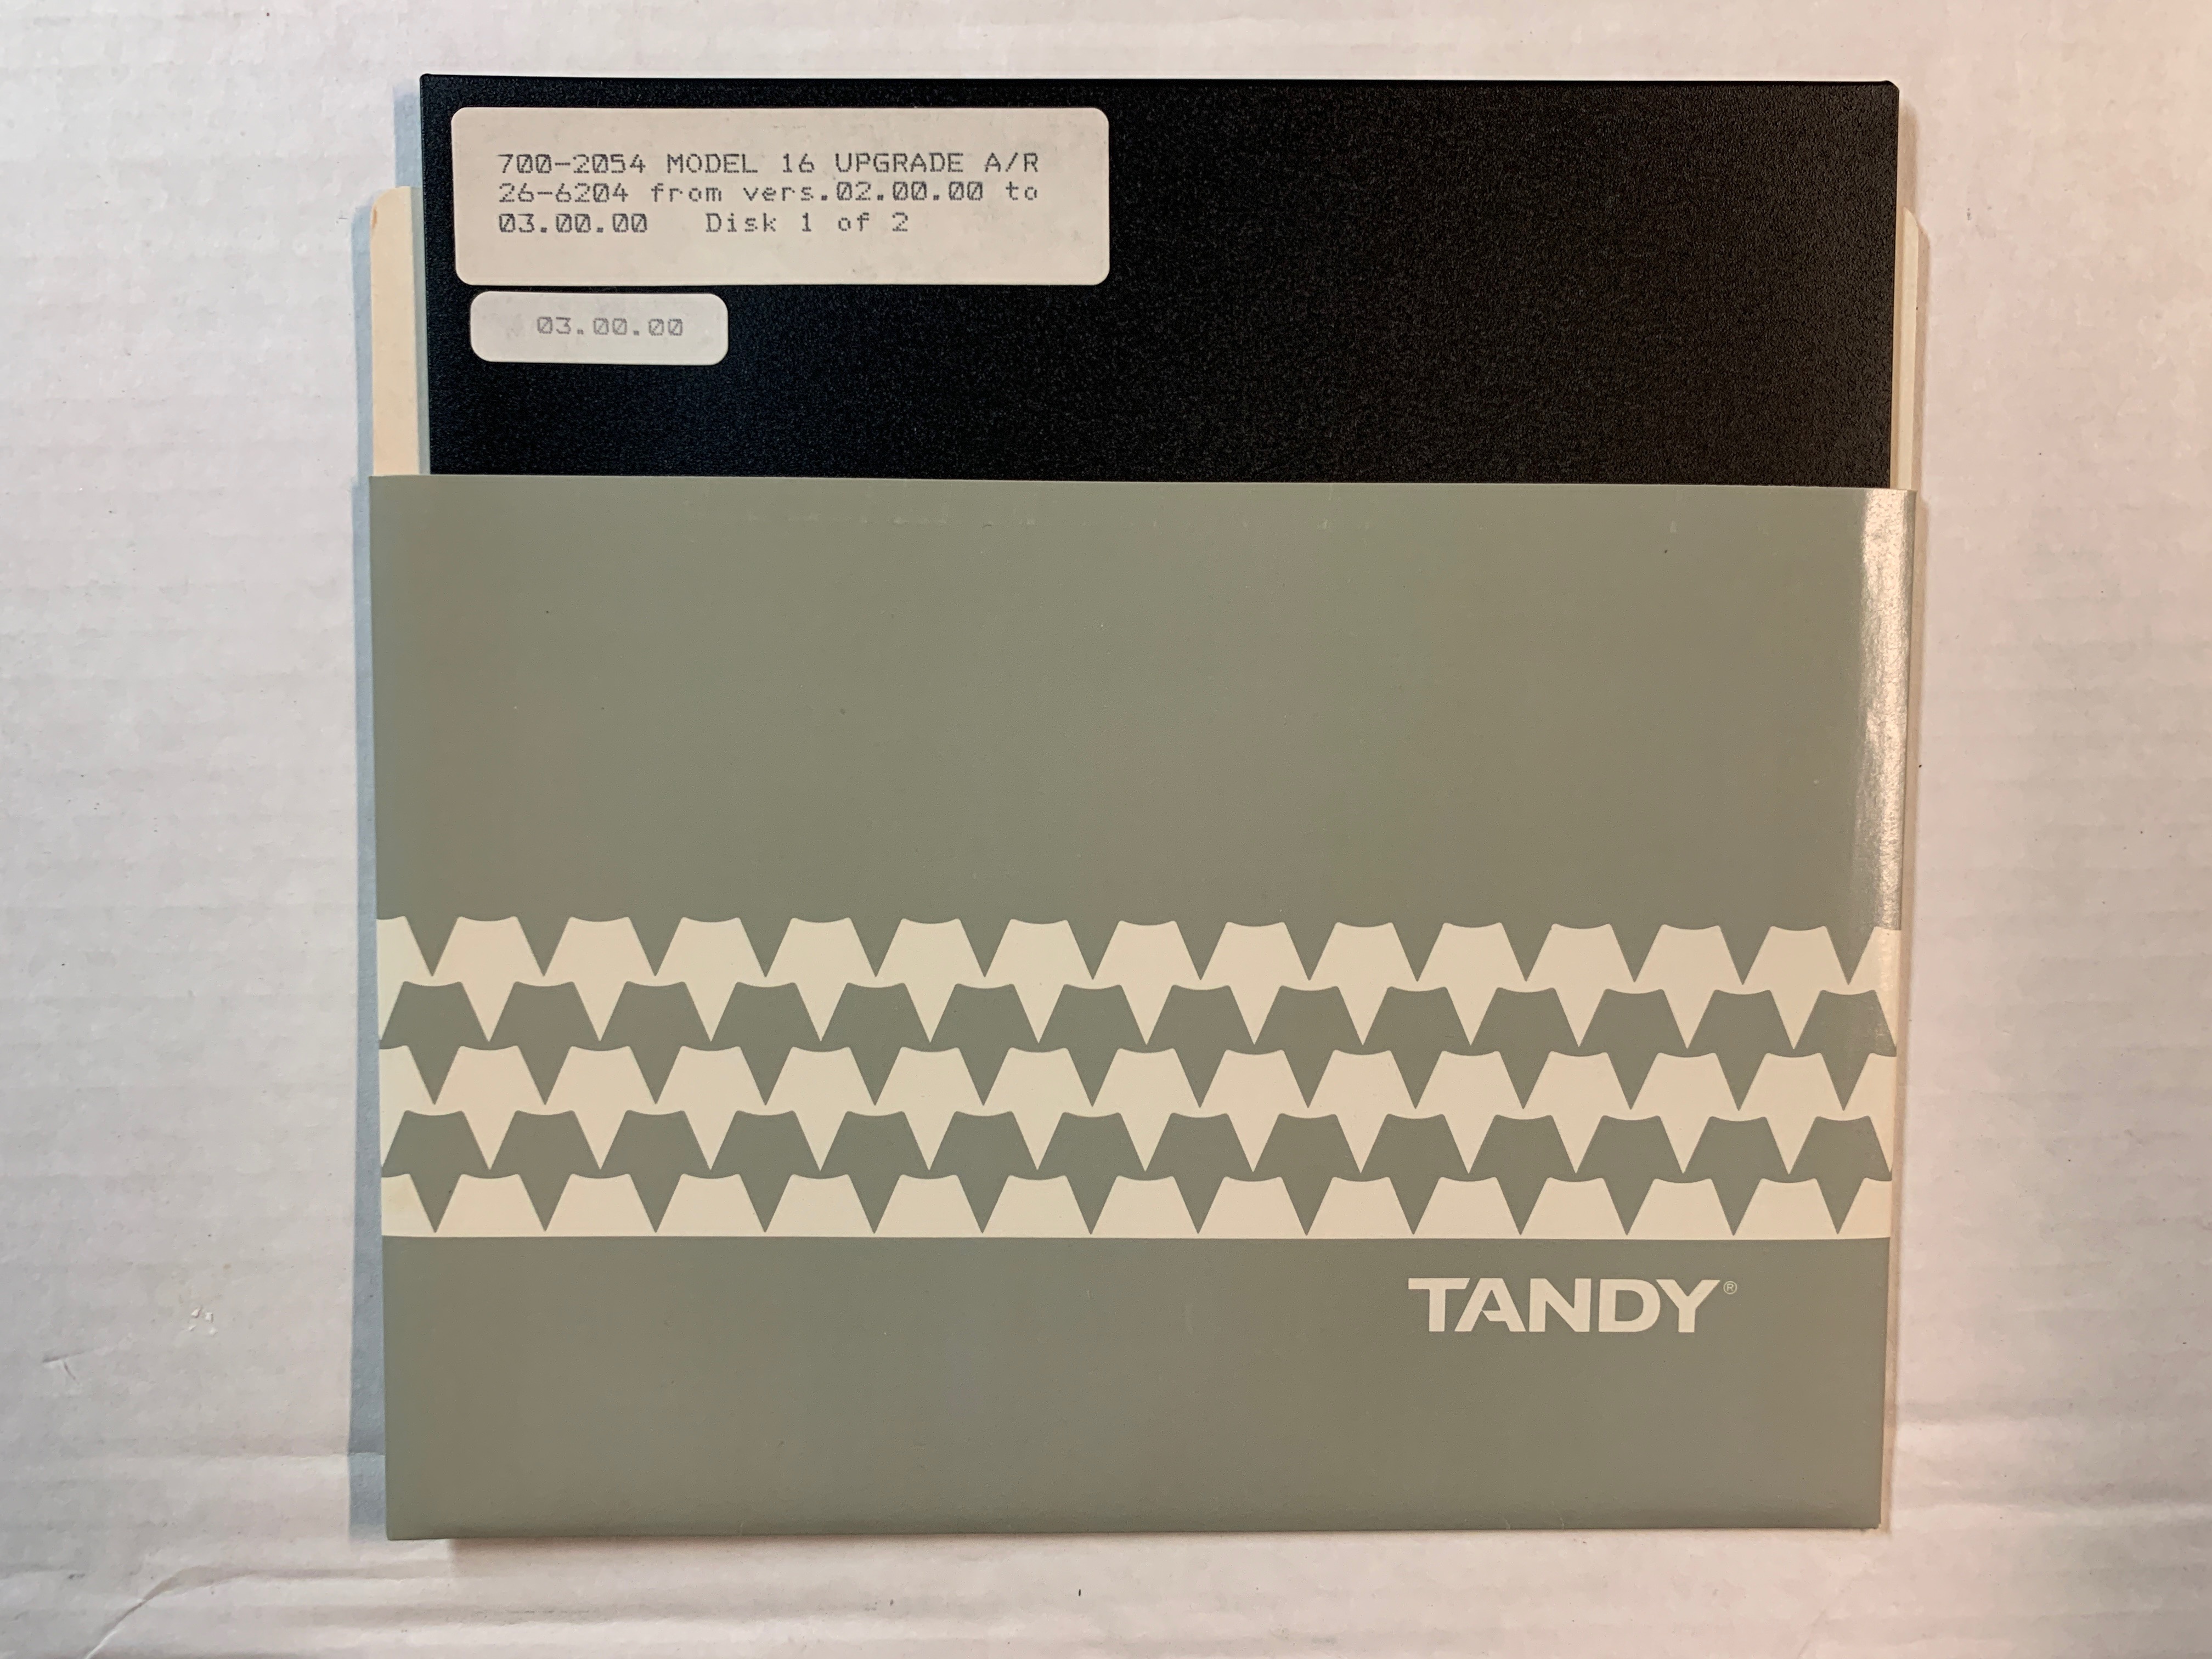 700-2054 MODEL 16 UPGRADE A/R
26-6204 from vers.02.00.00 to
03.00.00   Disk 1 of 2
03.00.00
TANDY®